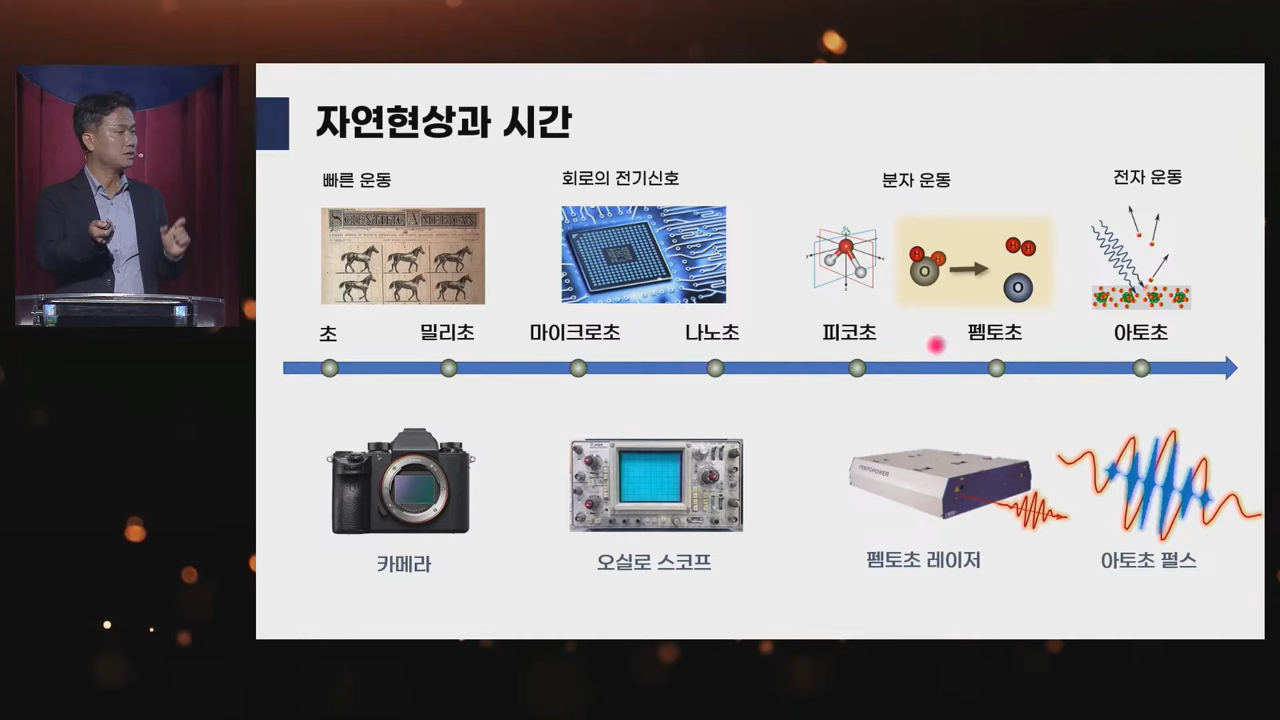 자연현상과 시간
빠른 운동
회로의 전기신호
분자 운동
전자 운동
SCIENTIFIC AMERICAN
H
H
O
H
H
O
초
밀리초
마이크로초
나노초
피코초
펨토초
아토초
FEMTOPOWER
카메라
오실로 스코프
펨토초 레이저
아토초 펄스